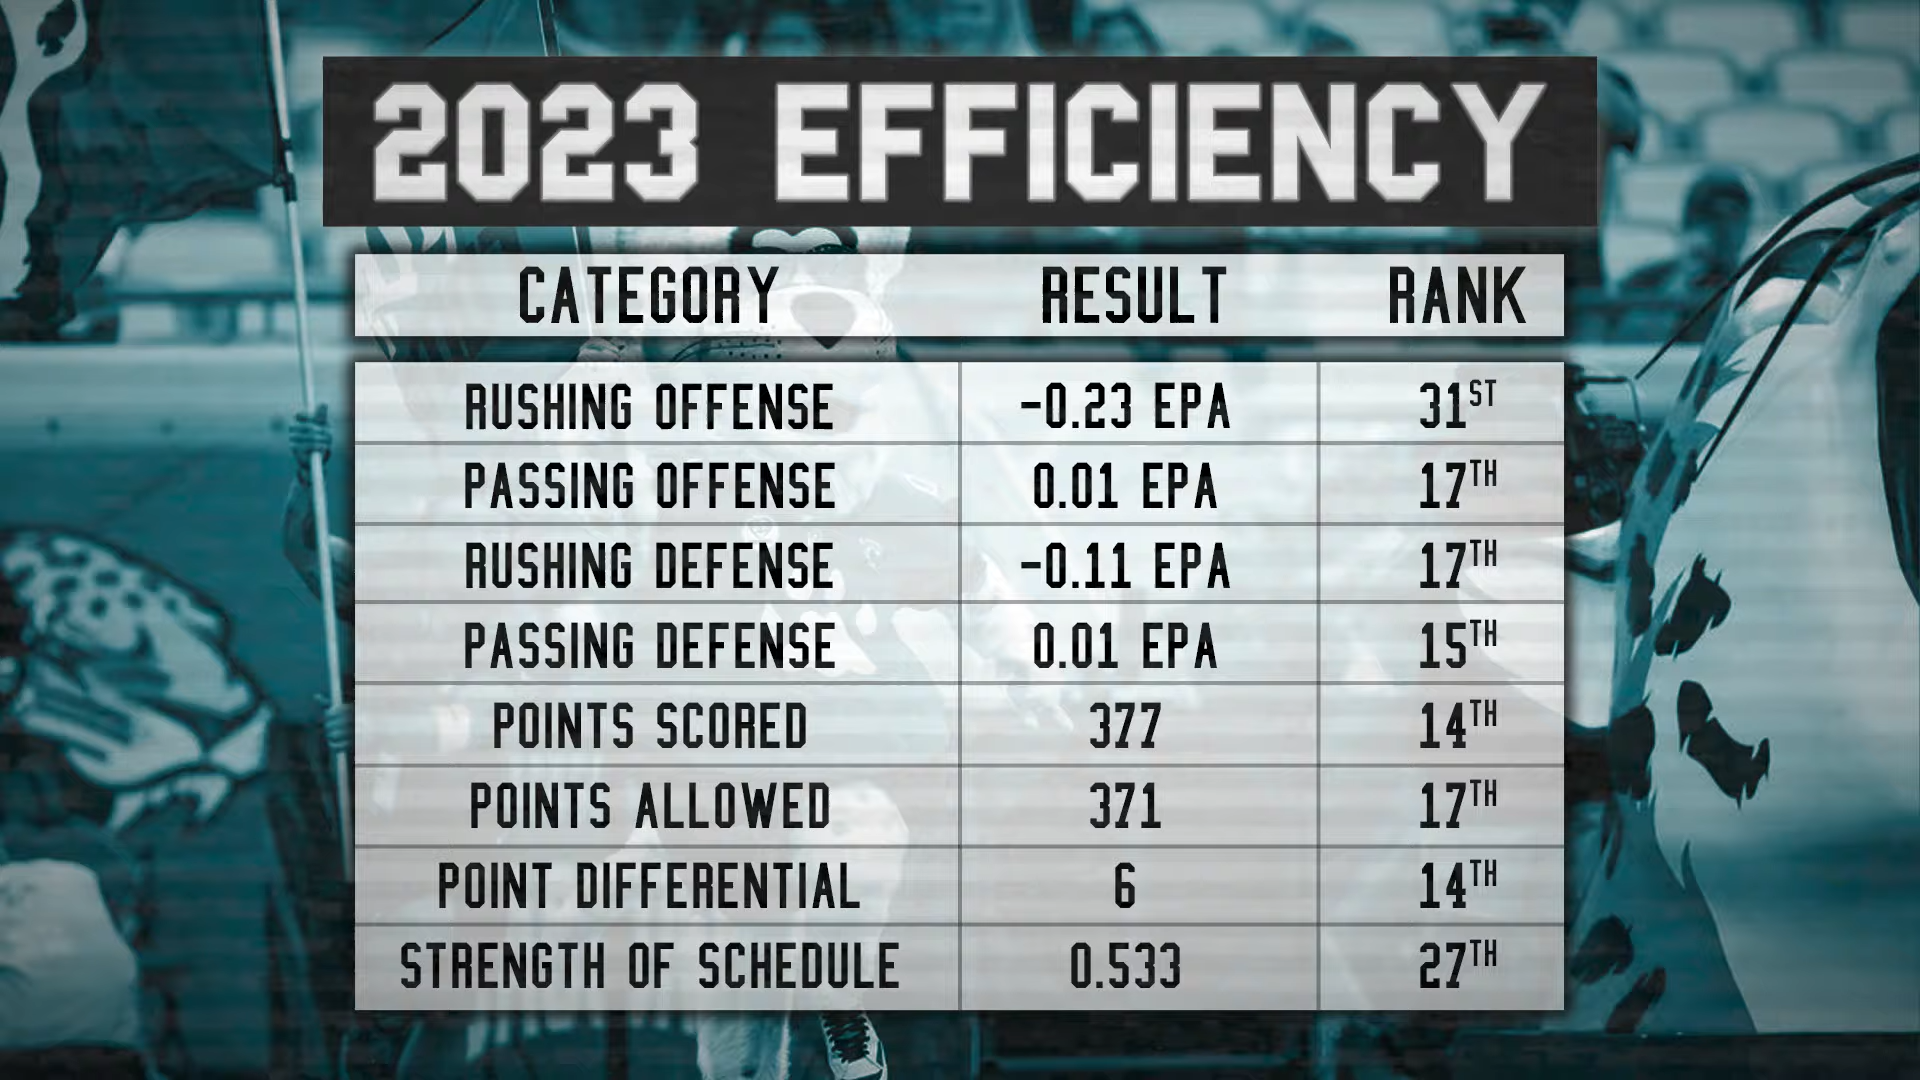 2023 EFFICIENCY
CATEGORY RESULT RANK
RUSHING OFFENSE -0.23 EPA 31ST
PASSING OFFENSE 0.01 EPA 17TH
RUSHING DEFENSE -0.11 EPA 17TH
PASSING DEFENSE 0.01 EPA 15TH
POINTS SCORED 377 14TH
POINTS ALLOWED 371 17TH
POINT DIFFERENTIAL 6 14TH
STRENGTH OF SCHEDULE 0.533 27TH